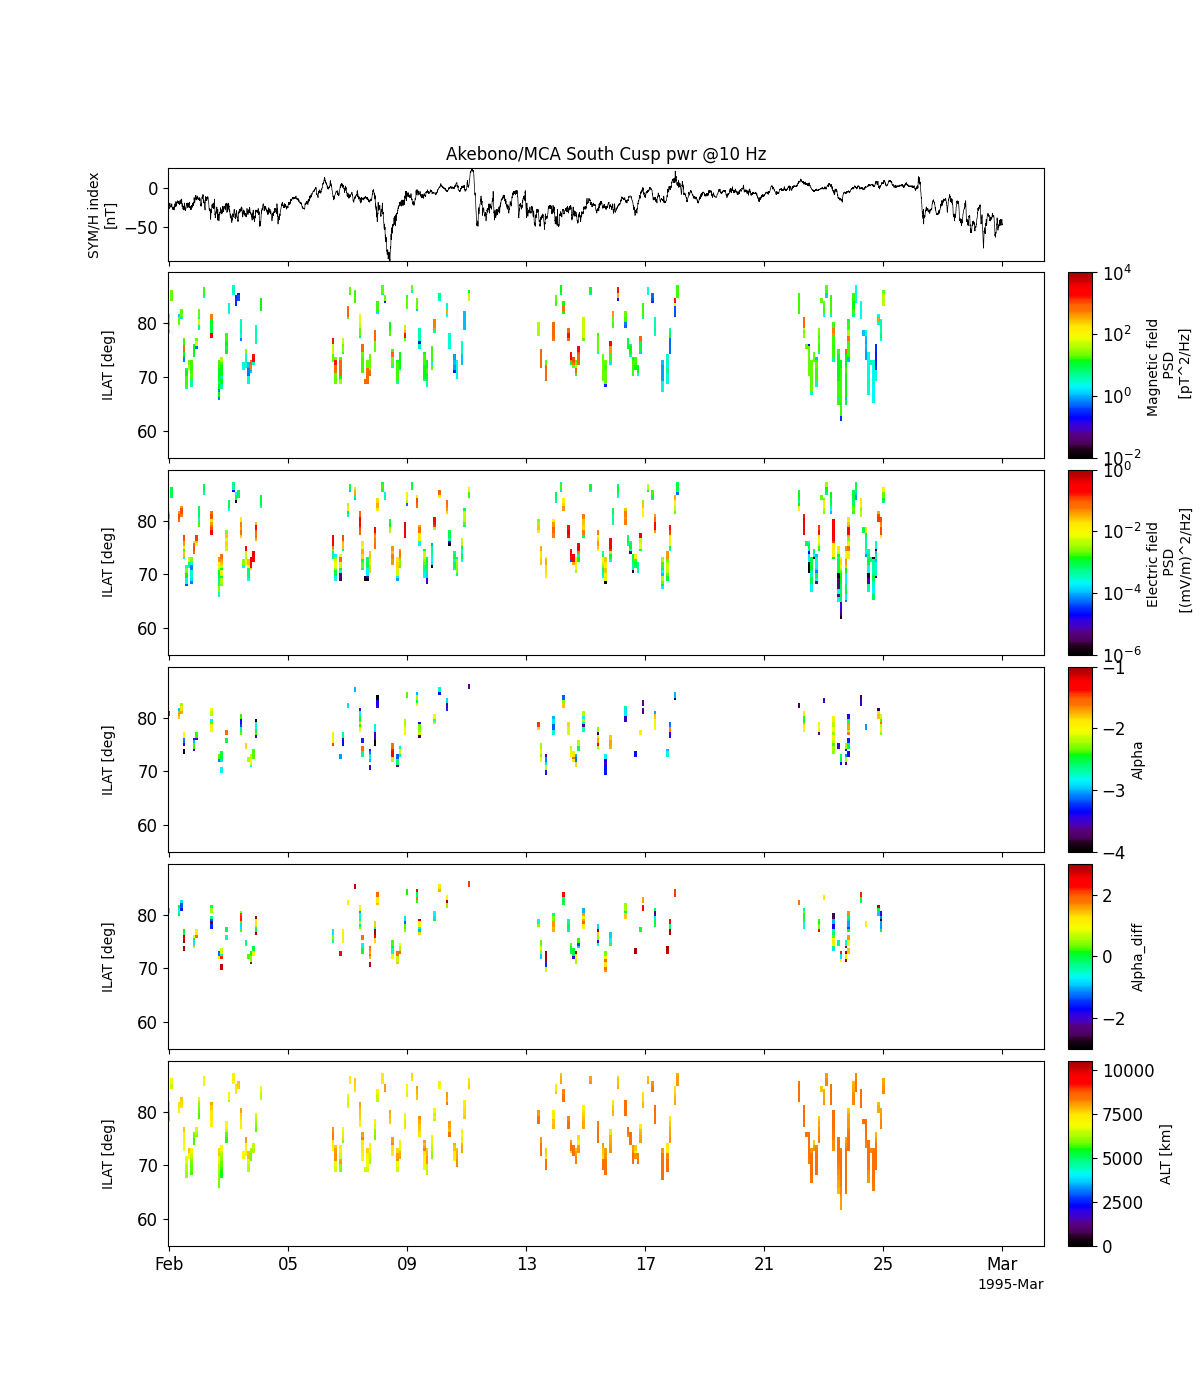 Akebono/MCA South Cusp pwr @10 Hz
SYM/H index
[nT]
0
−50
ILAT [deg]
80
70
60
10^4
10^2
10^0
10^-2
Magnetic field
PSD
[pT^2/Hz]
ILAT [deg]
80
70
60
10^0
10^-2
10^-4
10^-6
Electric field
PSD
[(mV/m)^2/Hz]
ILAT [deg]
80
70
60
−1
−2
−3
−4
Alpha
ILAT [deg]
80
70
60
2
0
−2
Alpha_diff
ILAT [deg]
80
70
60
10000
7500
5000
2500
0
ALT [km]
Feb 05 09 13 17 21 25 Mar
1995-Mar